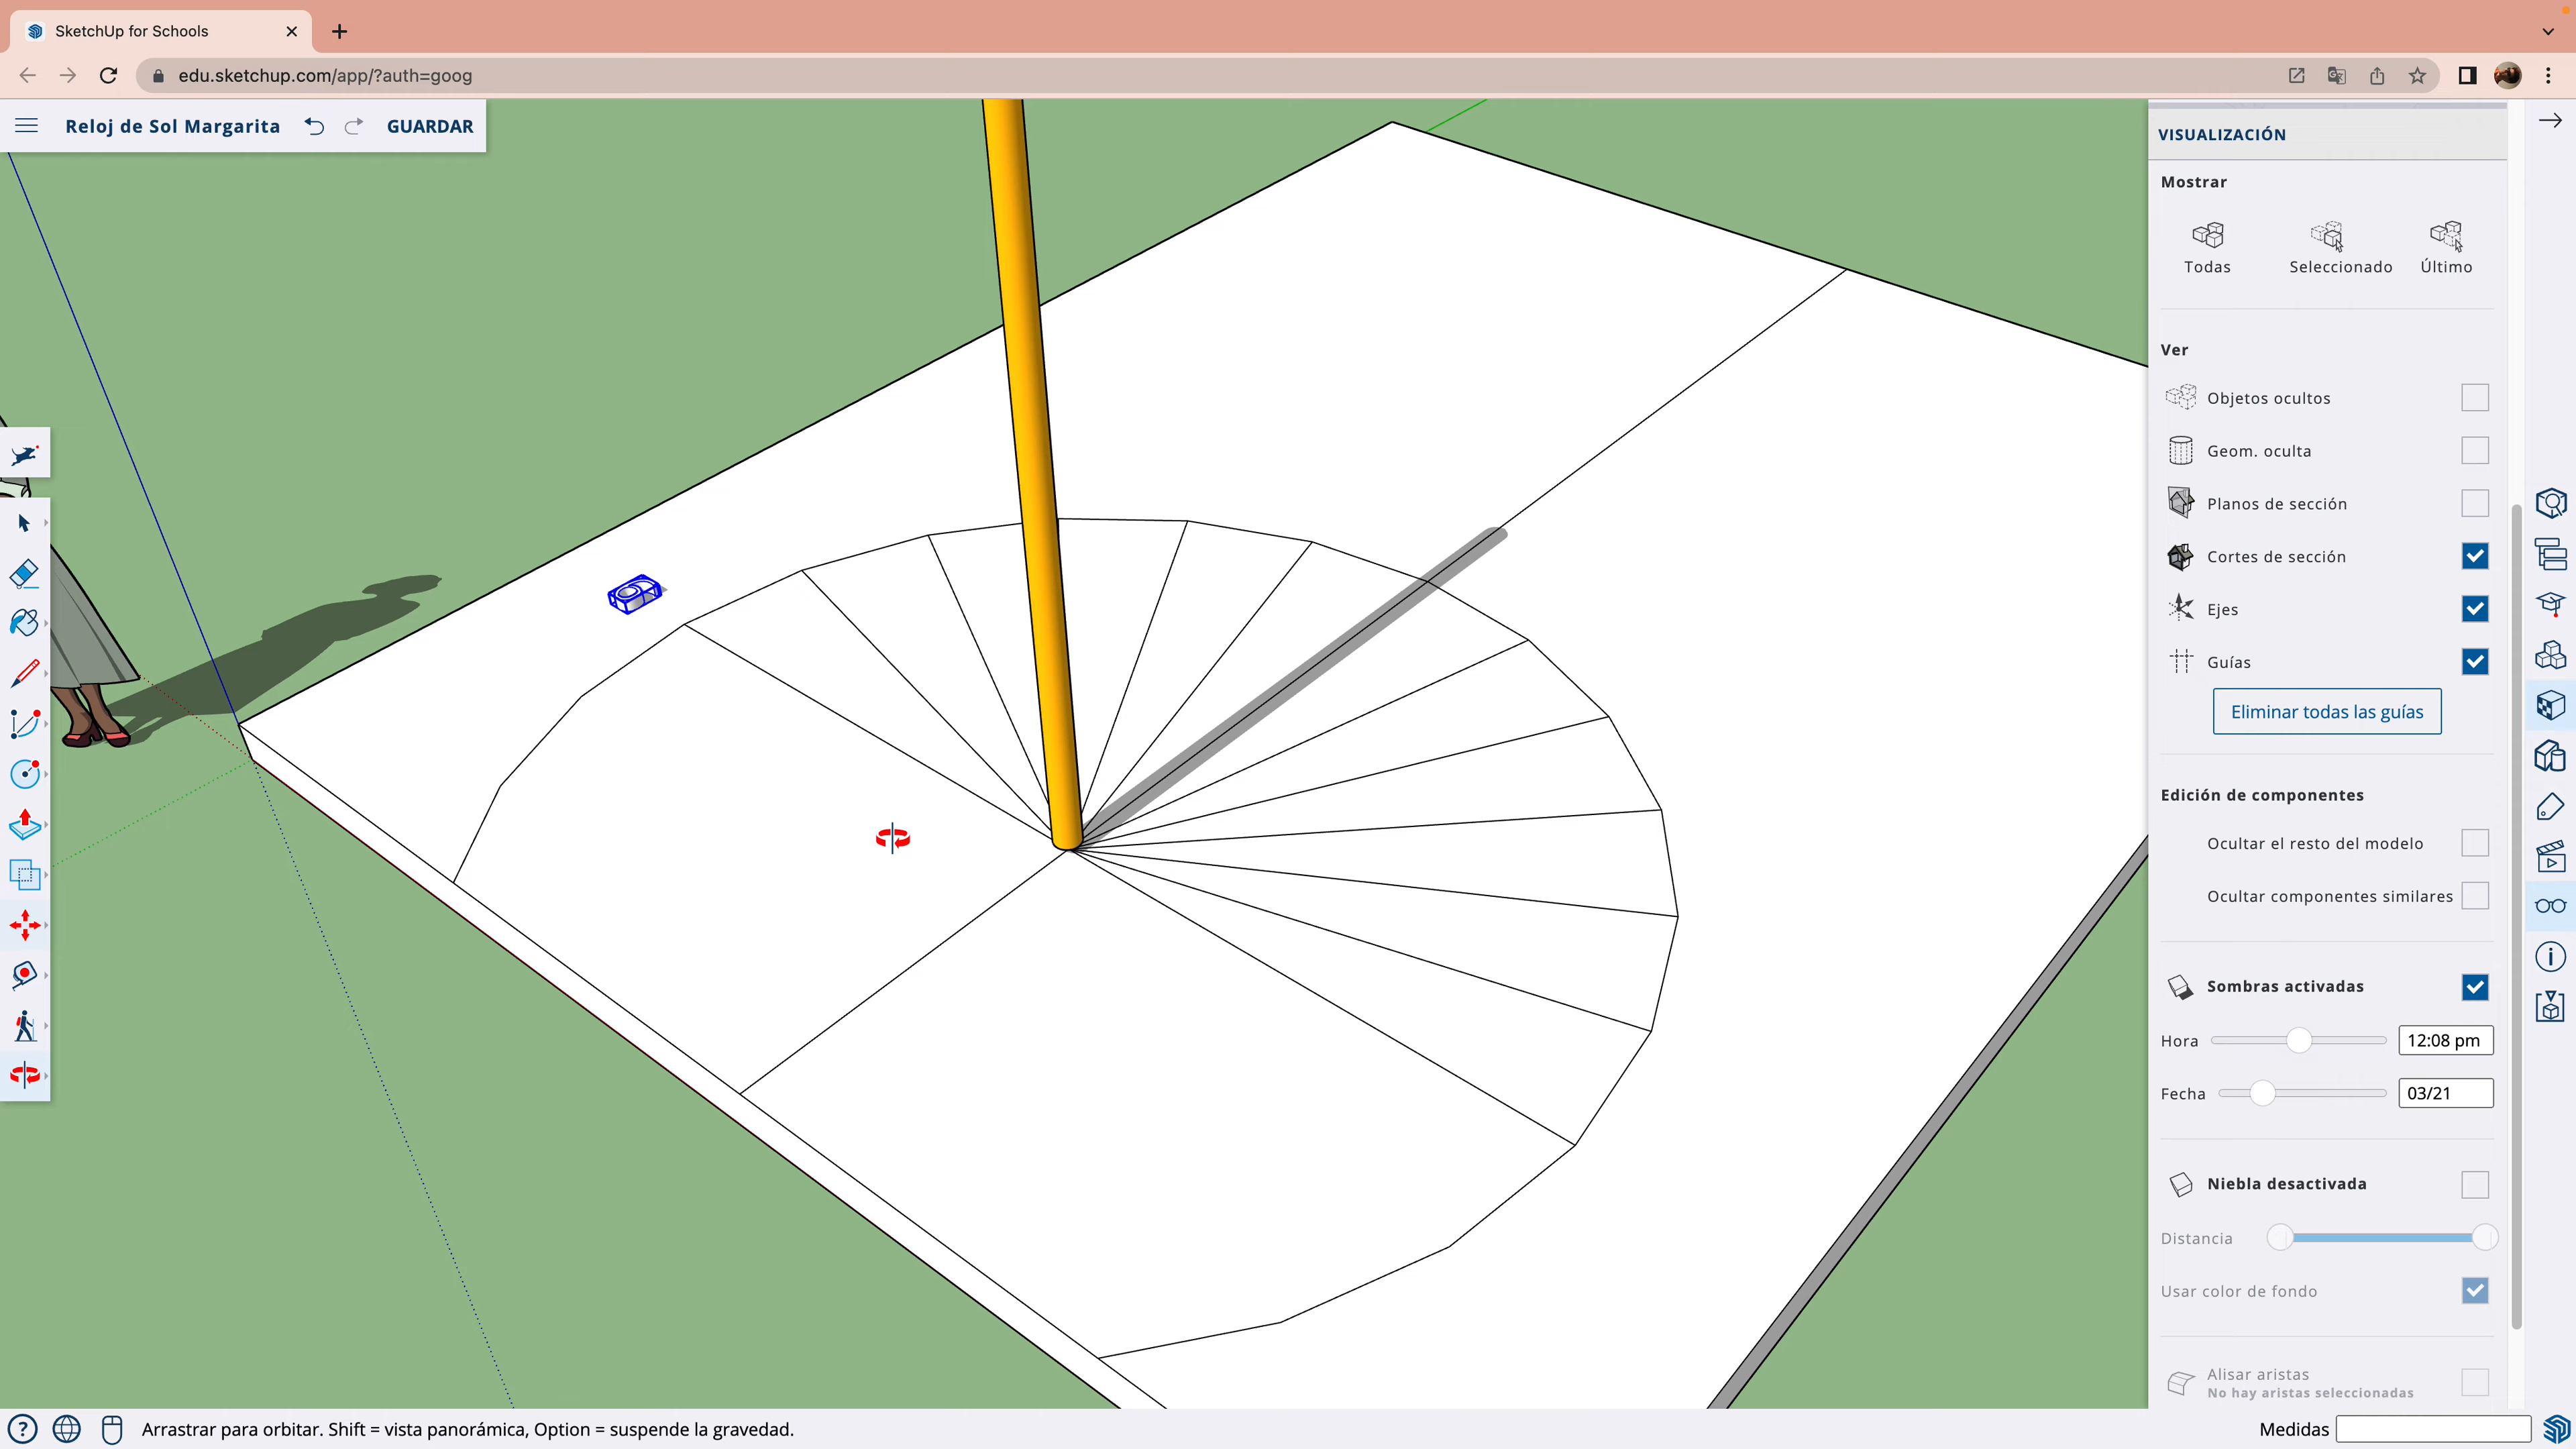 SketchUp for Schools
edu.sketchup.com/app/?auth=goog
Reloj de Sol Margarita
GUARDAR
VISUALIZACIÓN
Mostrar
Todas
Seleccionado
Último
Ver
Objetos ocultos
Geom. oculta
Planos de sección
Cortes de sección
Ejes
Guías
Eliminar todas las guías
Edición de componentes
Ocultar el resto del modelo
Ocultar componentes similares
Sombras activadas
Hora 12:08 pm
Fecha 03/21
Niebla desactivada
Distancia
Usar color de fondo
Alisar aristas
No hay aristas seleccionadas
Arrastrar para orbitar. Shift = vista panorámica, Option = suspende la gravedad.
Medidas